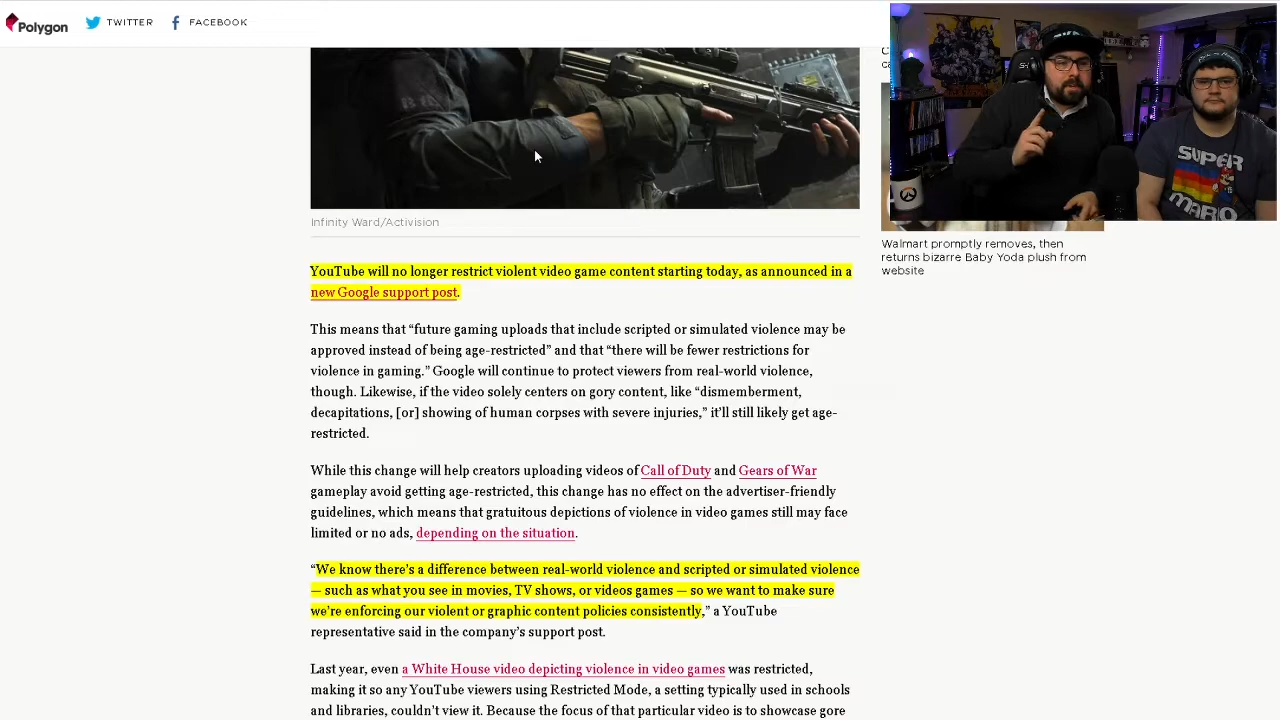 Polygon
TWITTER
FACEBOOK
Infinity Ward/Activision
YouTube will no longer restrict violent video game content starting today, as announced in a
new Google support post.
This means that “future gaming uploads that include scripted or simulated violence may be
approved instead of being age-restricted” and that “there will be fewer restrictions for
violence in gaming.” Google will continue to protect viewers from real-world violence,
though. Likewise, if the video solely centers on gory content, like “dismemberment,
decapitations, [or] showing of human corpses with severe injuries,” it’ll still likely get age-
restricted.
While this change will help creators uploading videos of Call of Duty and Gears of War
gameplay avoid getting age-restricted, this change has no effect on the advertiser-friendly
guidelines, which means that gratuitous depictions of violence in video games still may face
limited or no ads, depending on the situation.
“We know there’s a difference between real-world violence and scripted or simulated violence
— such as what you see in movies, TV shows, or videos games — so we want to make sure
we’re enforcing our violent or graphic content policies consistently,” a YouTube
representative said in the company’s support post.
Last year, even a White House video depicting violence in video games was restricted,
making it so any YouTube viewers using Restricted Mode, a setting typically used in schools
and libraries, couldn’t view it. Because the focus of that particular video is to showcase gore
Walmart promptly removes, then
returns bizarre Baby Yoda plush from
website
SUPER
MARIO